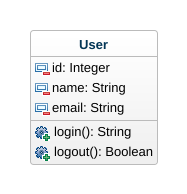 User
id: Integer
name: String
email: String
login(): String
logout(): Boolean